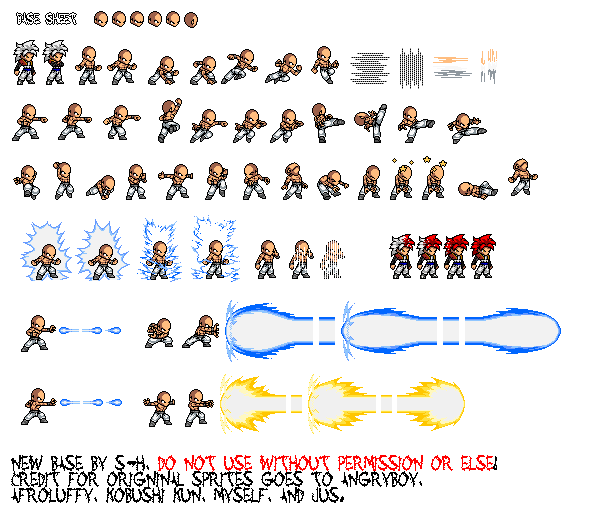 BASE SHEET
NEW BASE BY S-H. DO NOT USE WITHOUT PERMISSION OR ELSE!
CREDIT FOR ORIGNINAL SPRITES GOES TO ANGRYBOY,
AFROLUFFY, KOBUSHI KUN, MYSELF, AND JUS.